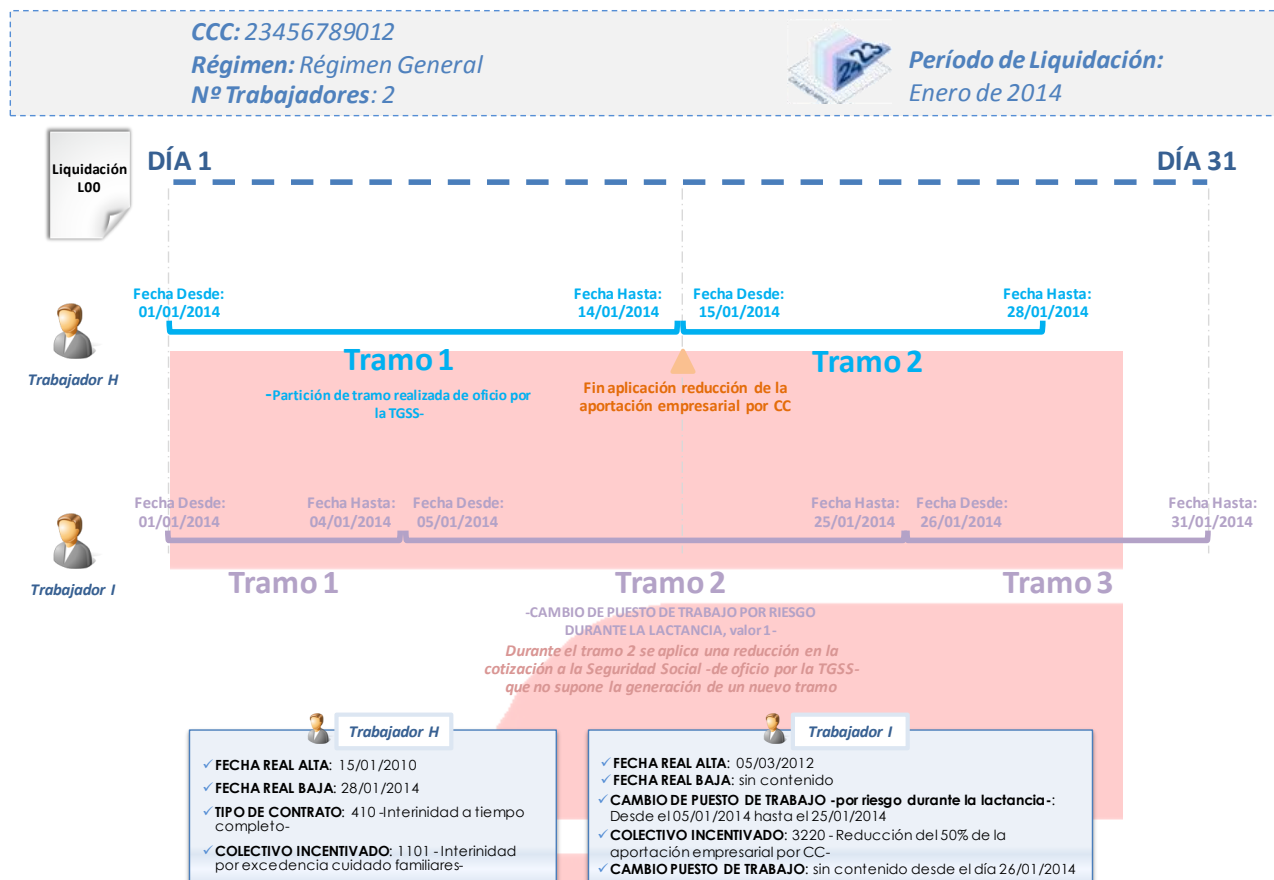 CCC: 23456789012
Régimen: Régimen General
Nº Trabajadores: 2
24 23
CALENDARIO
Período de Liquidación:
Enero de 2014
Liquidación
L00
DÍA 1
DÍA 31
Fecha Desde:
01/01/2014
Fecha Hasta:
14/01/2014
Fecha Desde:
15/01/2014
Fecha Hasta:
28/01/2014
Trabajador H
Tramo 1
Tramo 2
-Partición de tramo realizada de oficio por
la TGSS-
Fin aplicación reducción de la
aportación empresarial por CC
Fecha Desde:
01/01/2014
Fecha Hasta:
04/01/2014
Fecha Desde:
05/01/2014
Fecha Hasta:
25/01/2014
Fecha Desde:
26/01/2014
Fecha Hasta:
31/01/2014
Trabajador I
Tramo 1
Tramo 2
Tramo 3
-CAMBIO DE PUESTO DE TRABAJO POR RIESGO
DURANTE LA LACTANCIA, valor 1-
Durante el tramo 2 se aplica una reducción en la
cotización a la Seguridad Social -de oficio por la TGSS-
que no supone la generación de un nuevo tramo
Trabajador H
✓ FECHA REAL ALTA: 15/01/2010
✓ FECHA REAL BAJA: 28/01/2014
✓ TIPO DE CONTRATO: 410 -Interinidad a tiempo
completo-
✓ COLECTIVO INCENTIVADO: 1101 - Interinidad
por excedencia cuidado familiares-
Trabajador I
✓ FECHA REAL ALTA: 05/03/2012
✓ FECHA REAL BAJA: sin contenido
✓ CAMBIO DE PUESTO DE TRABAJO -por riesgo durante la lactancia-:
Desde el 05/01/2014 hasta el 25/01/2014
✓ COLECTIVO INCENTIVADO: 3220 - Reducción del 50% de la
aportación empresarial por CC-
✓ CAMBIO PUESTO DE TRABAJO: sin contenido desde el día 26/01/2014